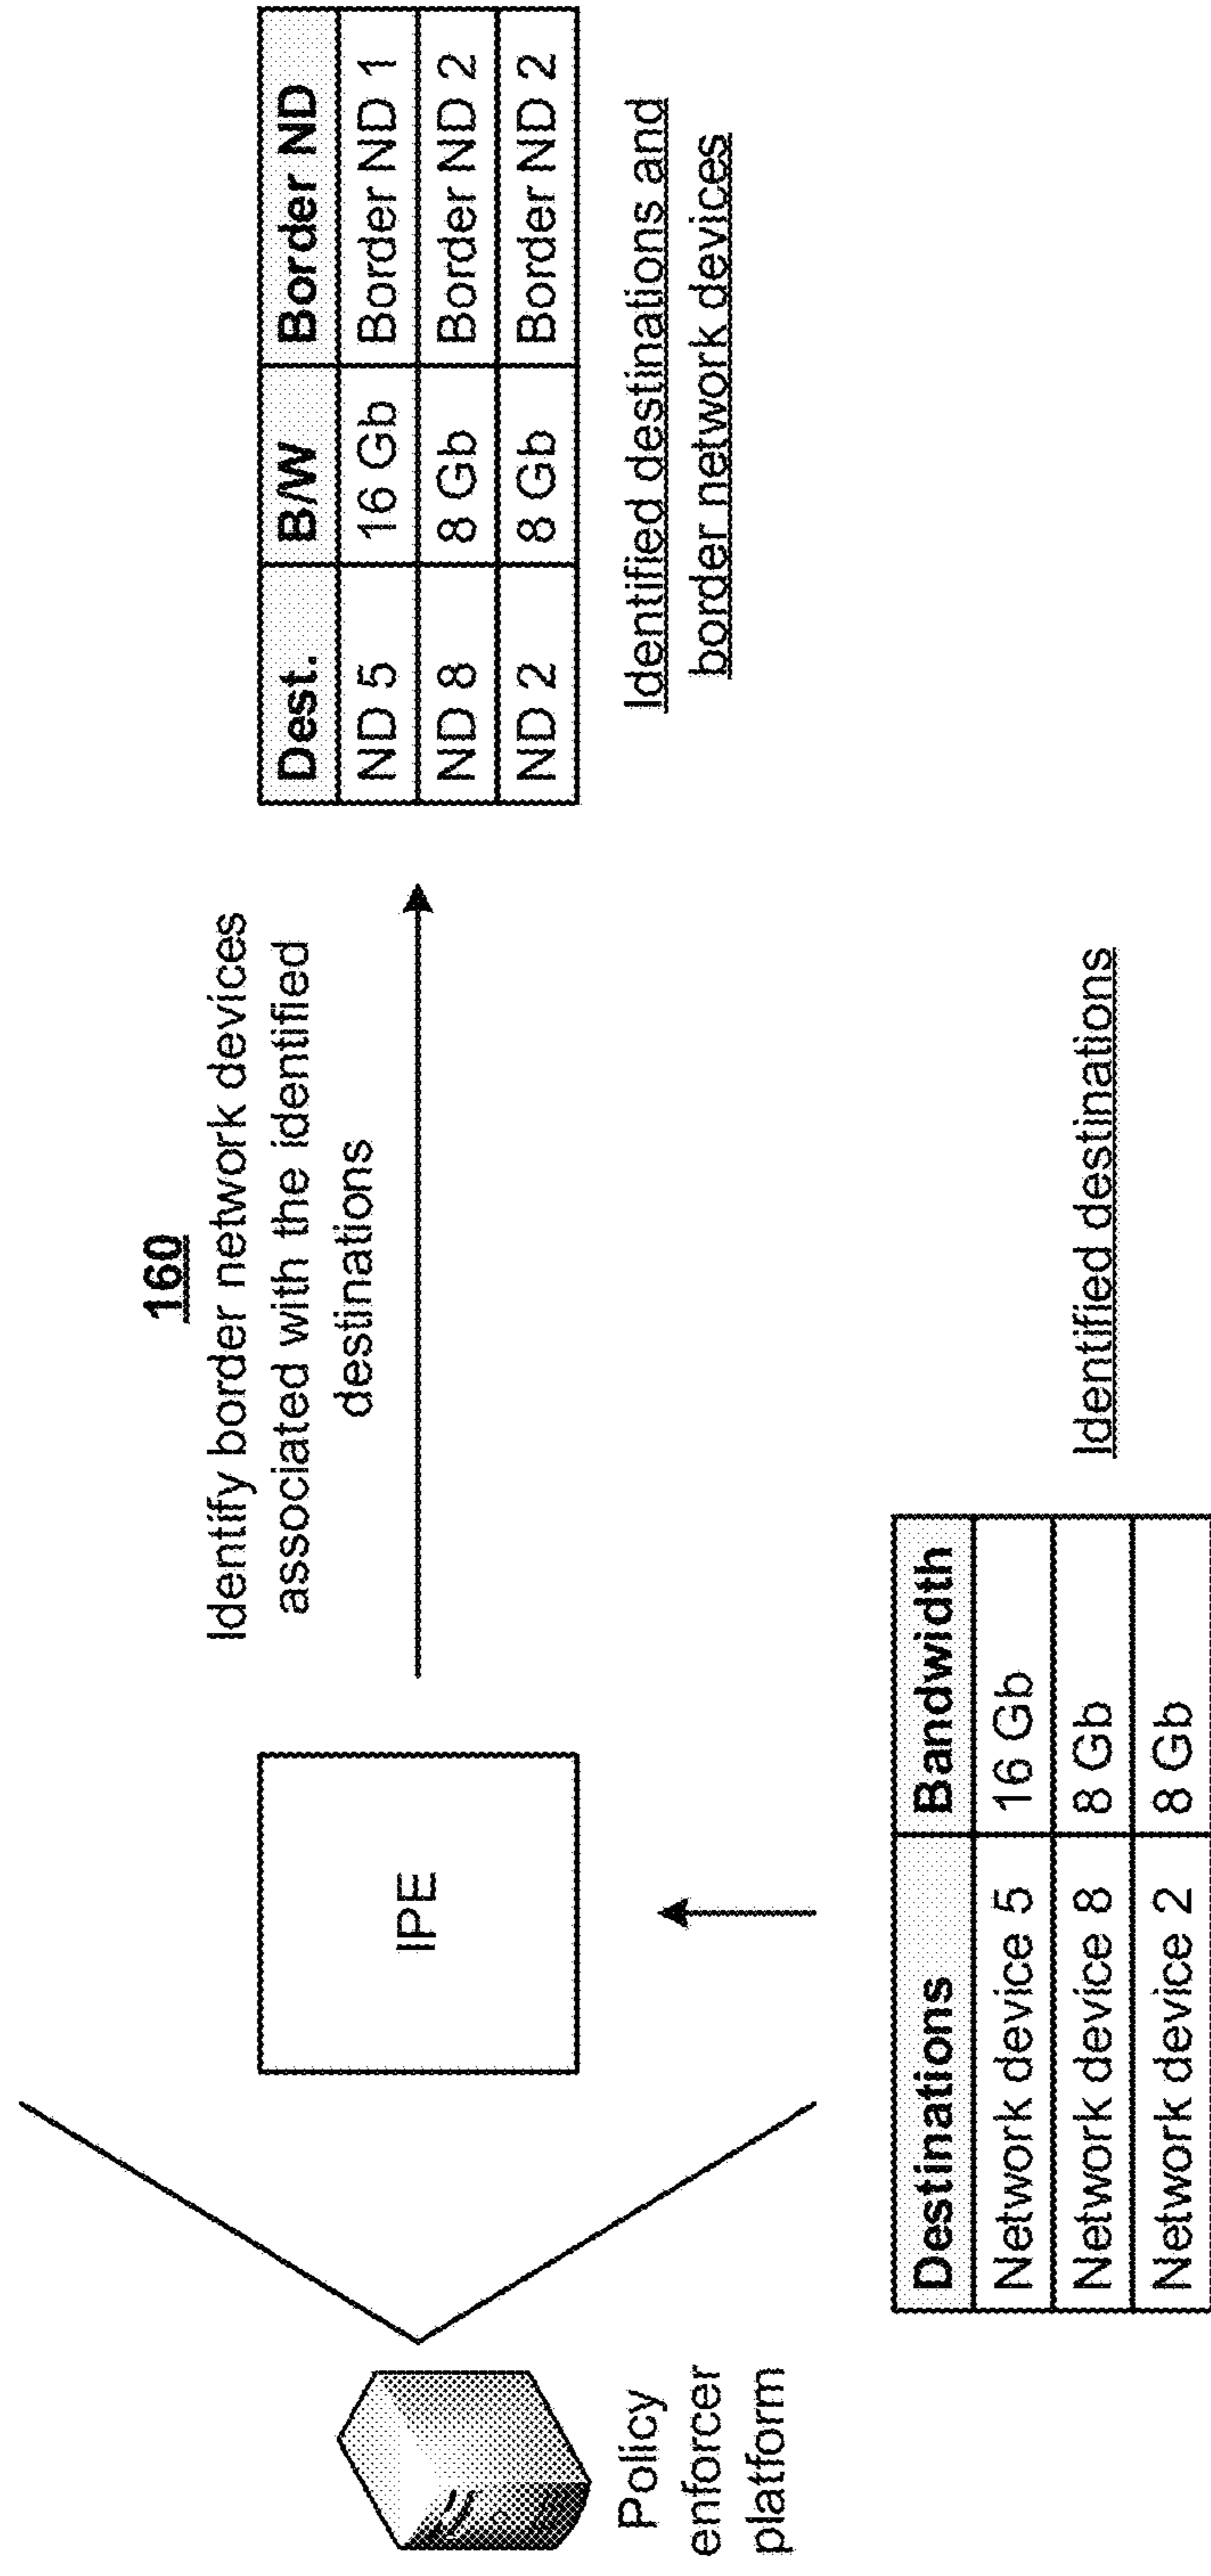 160
Identify border network devices
associated with the identified
destinations
Policy
enforcer
platform
IPE
Dest. B/W Border ND
ND 5 16 Gb Border ND 1
ND 8 8 Gb Border ND 2
ND 2 8 Gb Border ND 2
Identified destinations and
border network devices
Destinations Bandwidth
Network device 5 16 Gb
Network device 8 8 Gb
Network device 2 8 Gb
Identified destinations